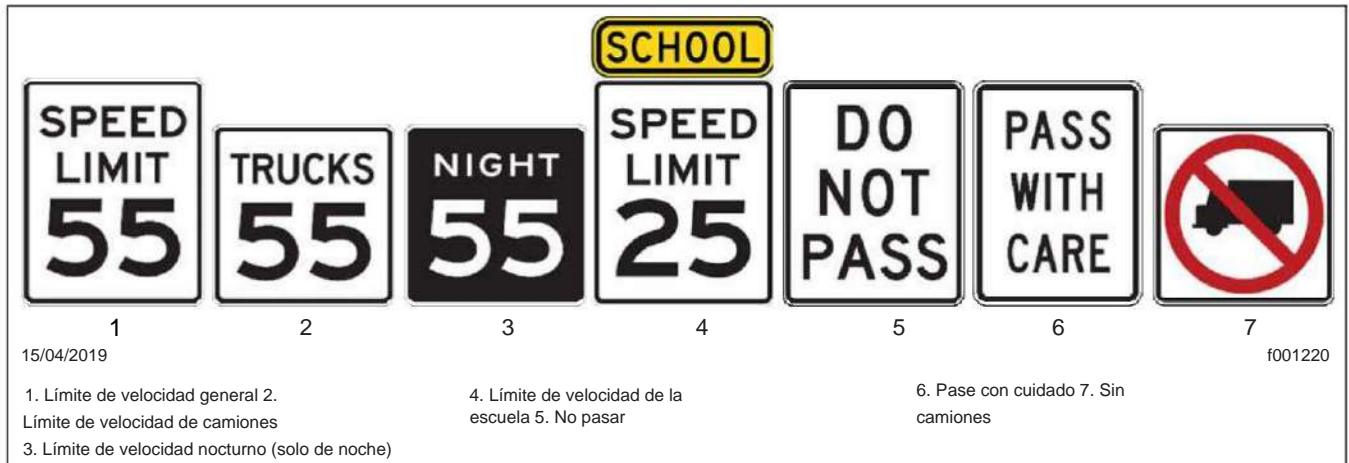 SCHOOL
SPEED
LIMIT
55
TRUCKS
55
NIGHT
55
SPEED
LIMIT
25
DO
NOT
PASS
PASS
WITH
CARE
1 2 3 4 5 6 7
15/04/2019 f001220
1. Límite de velocidad general 2.
Límite de velocidad de camiones
3. Límite de velocidad nocturno (solo de noche)
4. Límite de velocidad de la
escuela 5. No pasar
6. Pase con cuidado 7. Sin
camiones